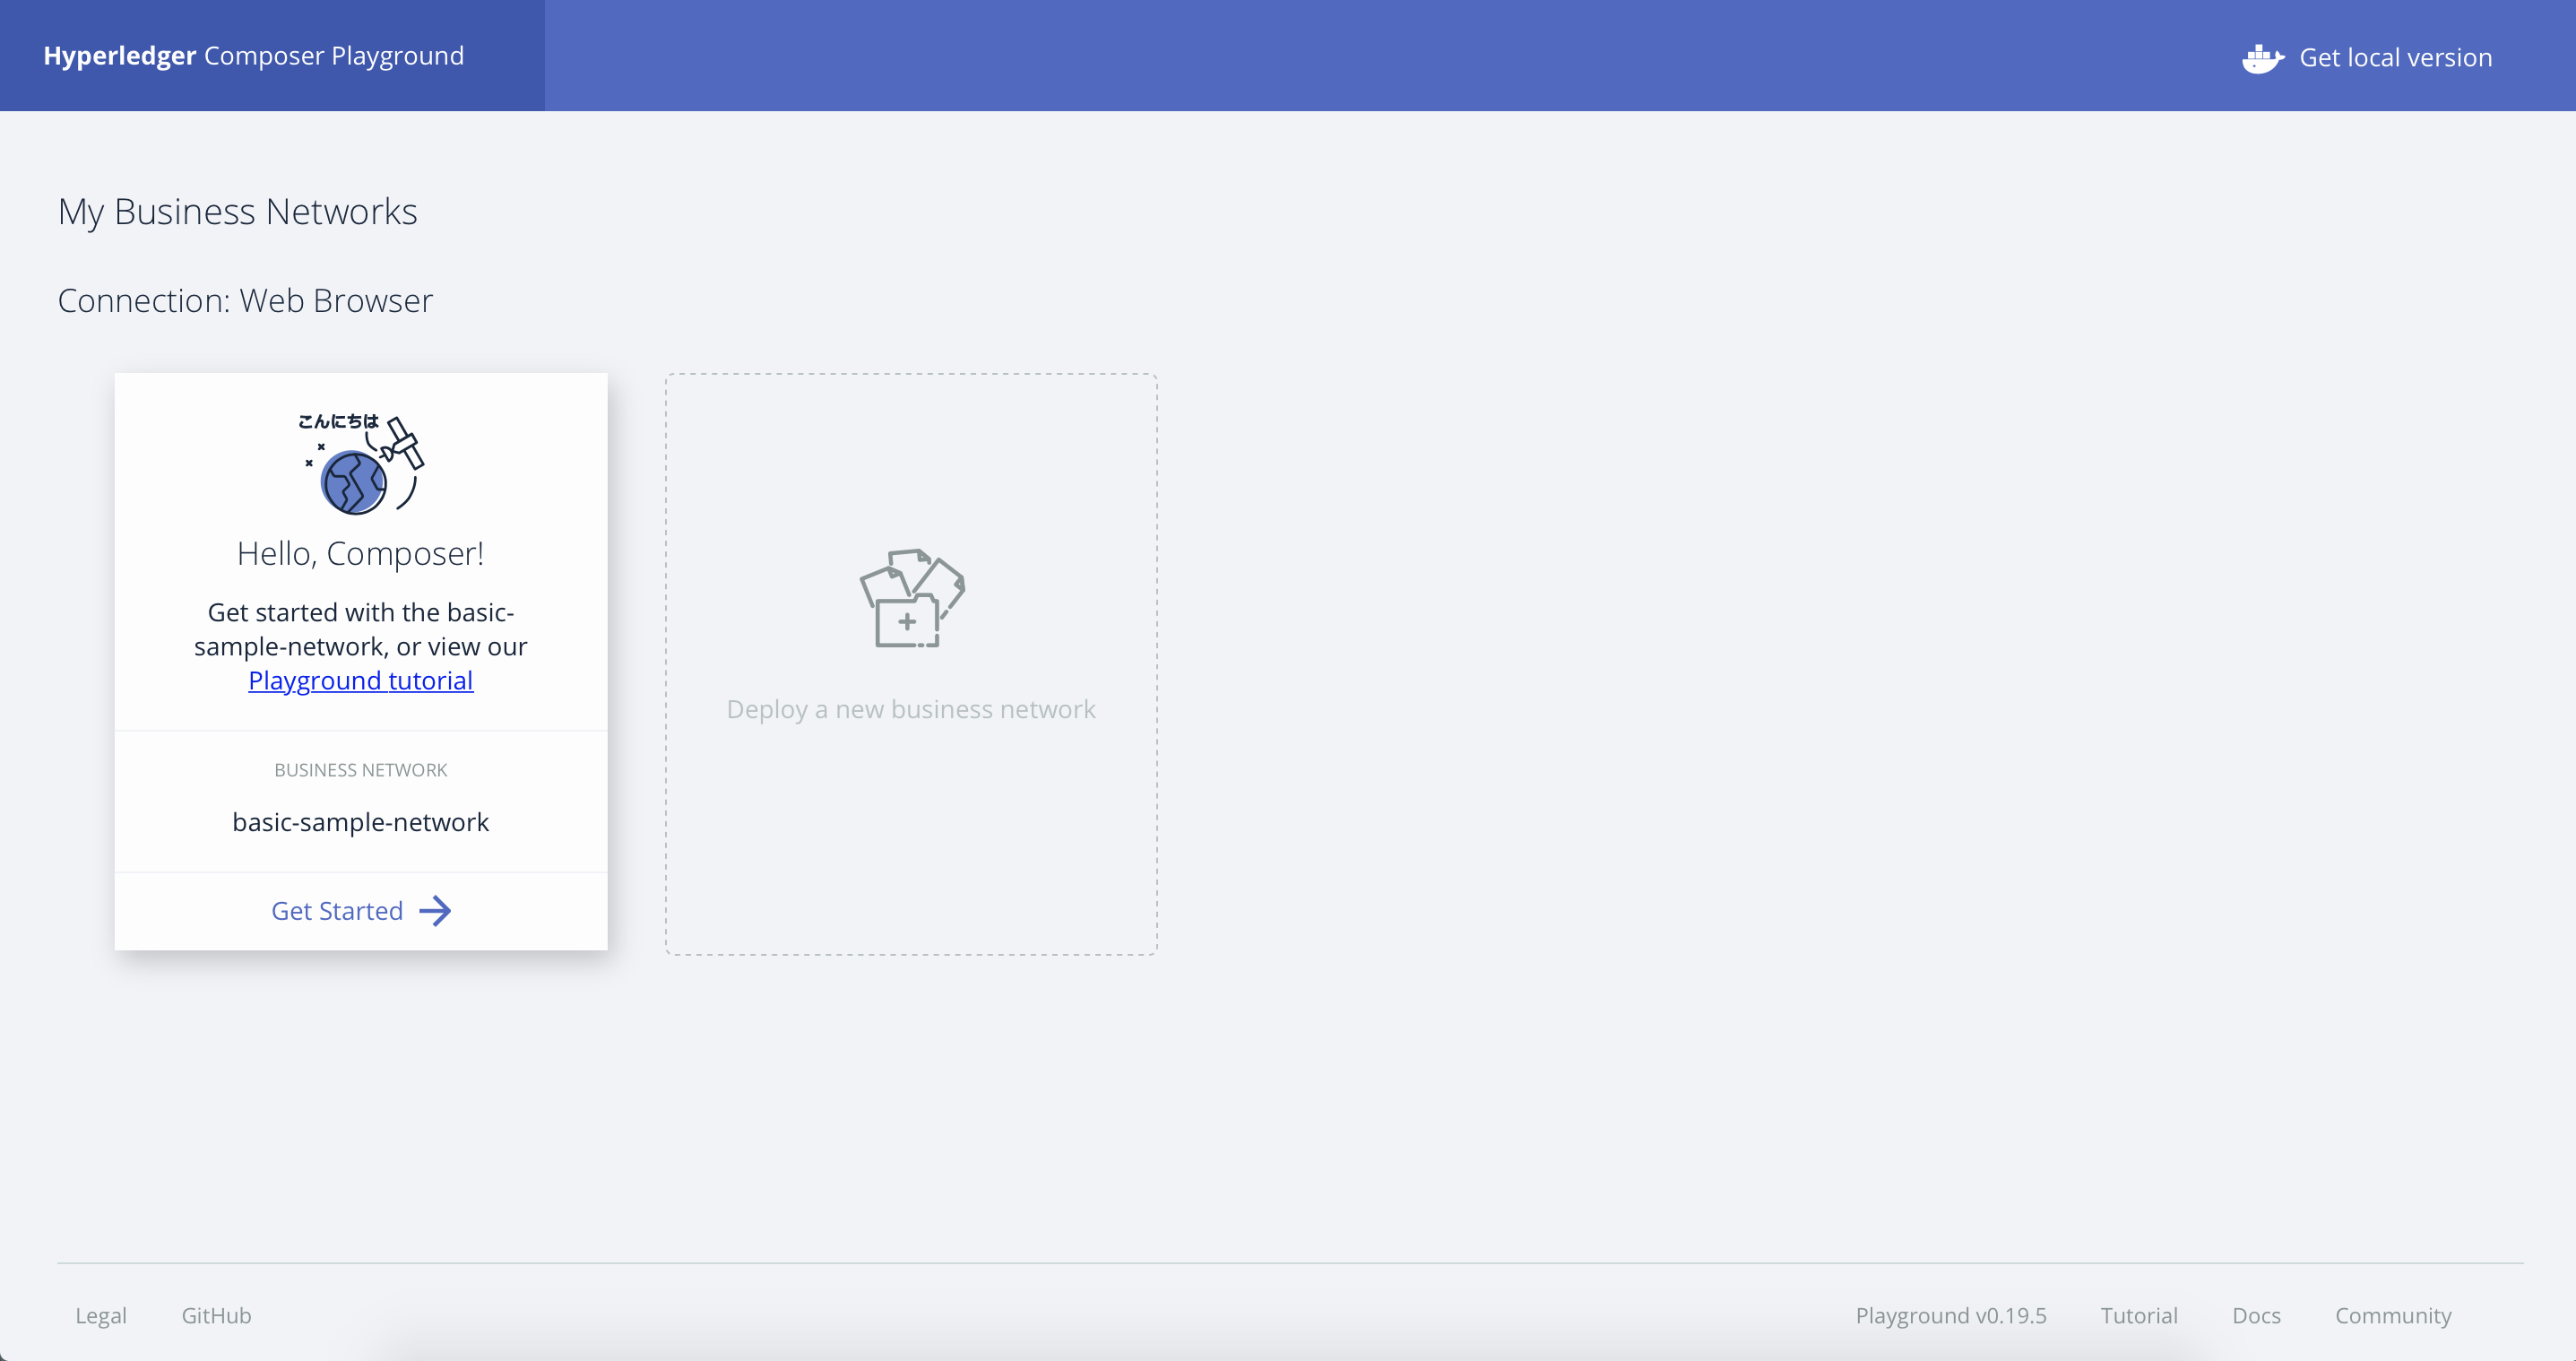 Hyperledger Composer Playground
Get local version
My Business Networks
Connection: Web Browser
こんにちは
Hello, Composer!
Get started with the basic-
sample-network, or view our
Playground tutorial
BUSINESS NETWORK
basic-sample-network
Get Started
Deploy a new business network
Legal
GitHub
Playground v0.19.5
Tutorial
Docs
Community